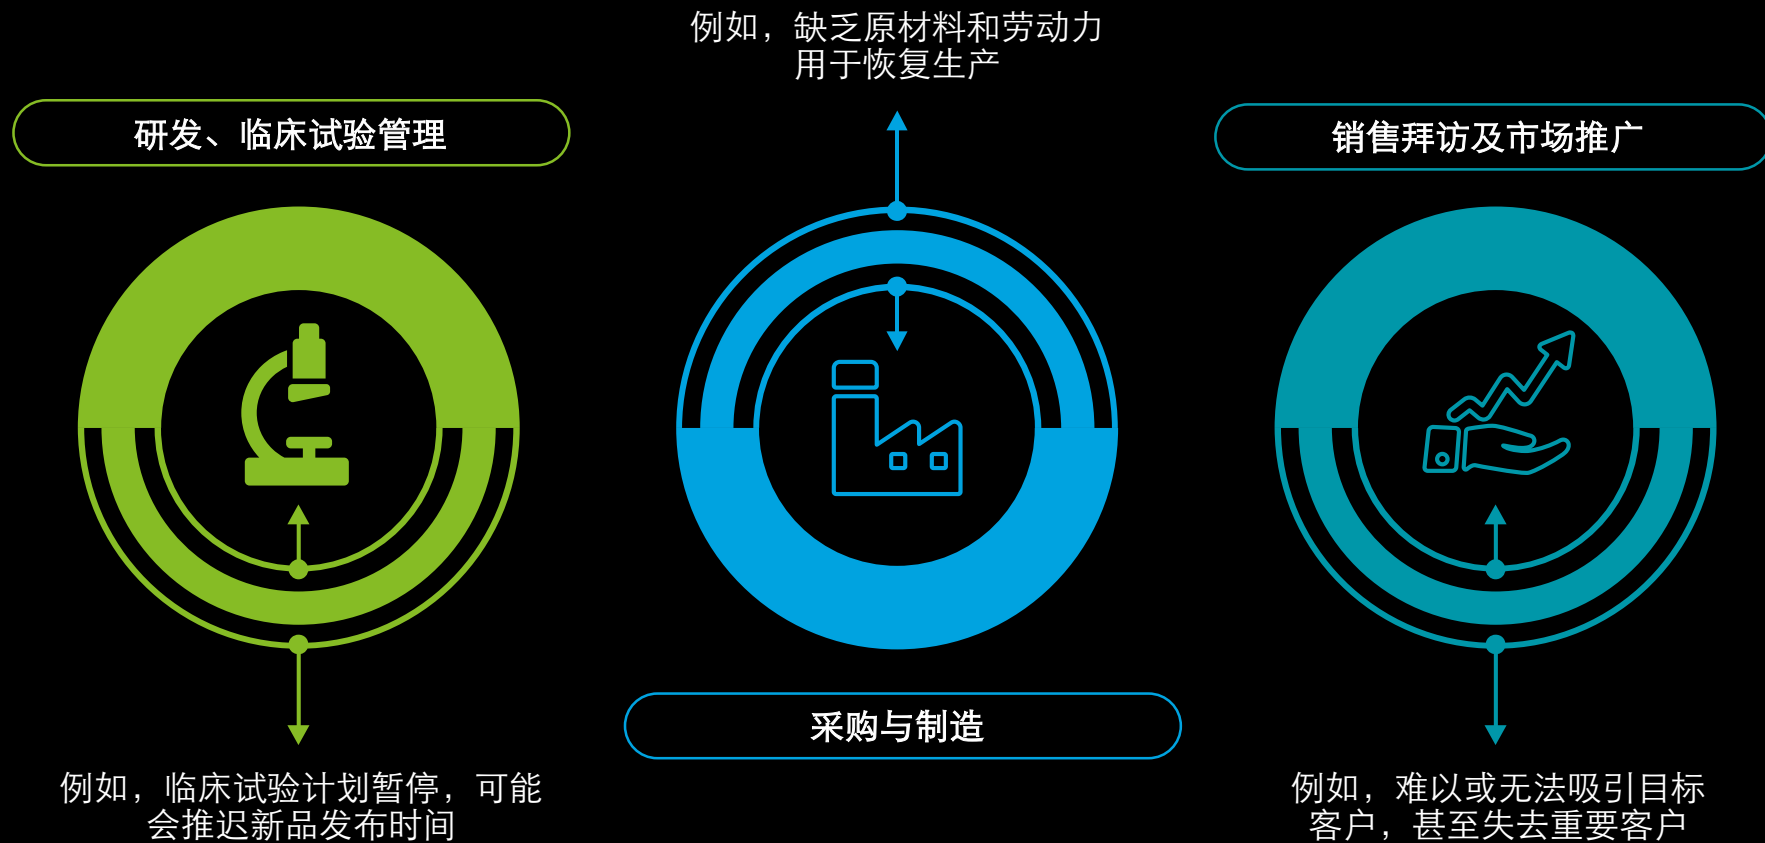 研发、临床试验管理
例如，临床试验计划暂停，可能
会推迟新品发布时间
例如，缺乏原材料和劳动力
用于恢复生产
采购与制造
销售拜访及市场推广
例如，难以或无法吸引目标
客户，甚至失去重要客户